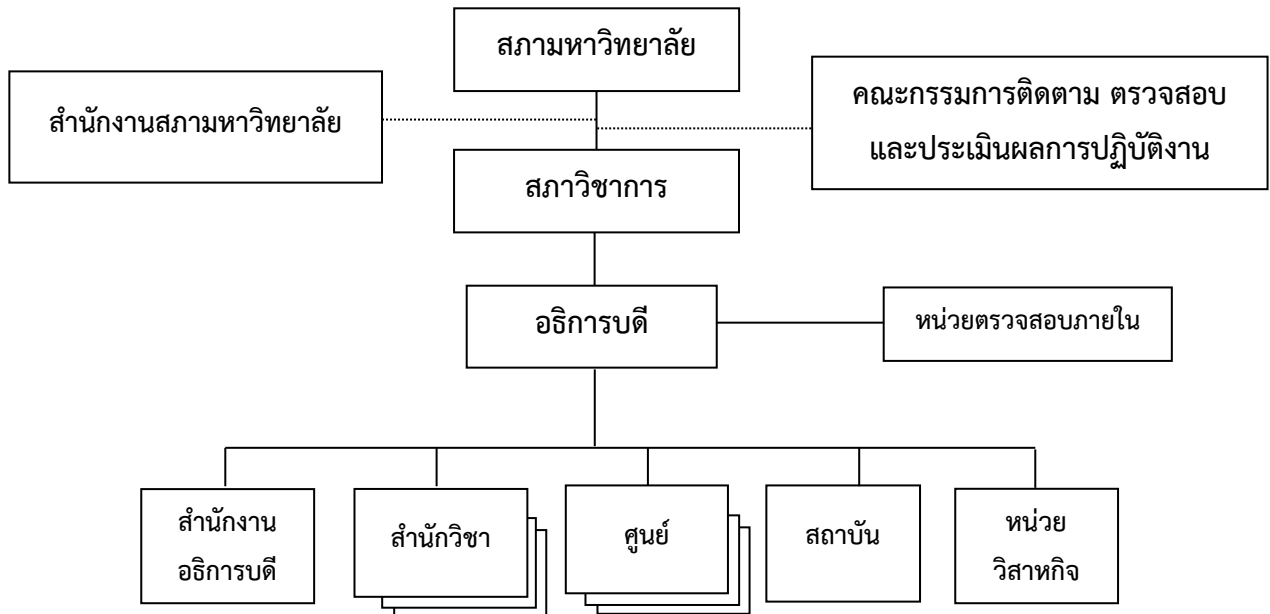 สภามหาวิทยาลัย
สำนักงานสภามหาวิทยาลัย
คณะกรรมการติดตาม ตรวจสอบ
และประเมินผลการปฏิบัติงาน
สภาวิชาการ
อธิการบดี
หน่วยตรวจสอบภายใน
สำนักงาน
อธิการบดี
สำนักวิชา
ศูนย์
สถาบัน
หน่วย
วิสาหกิจ